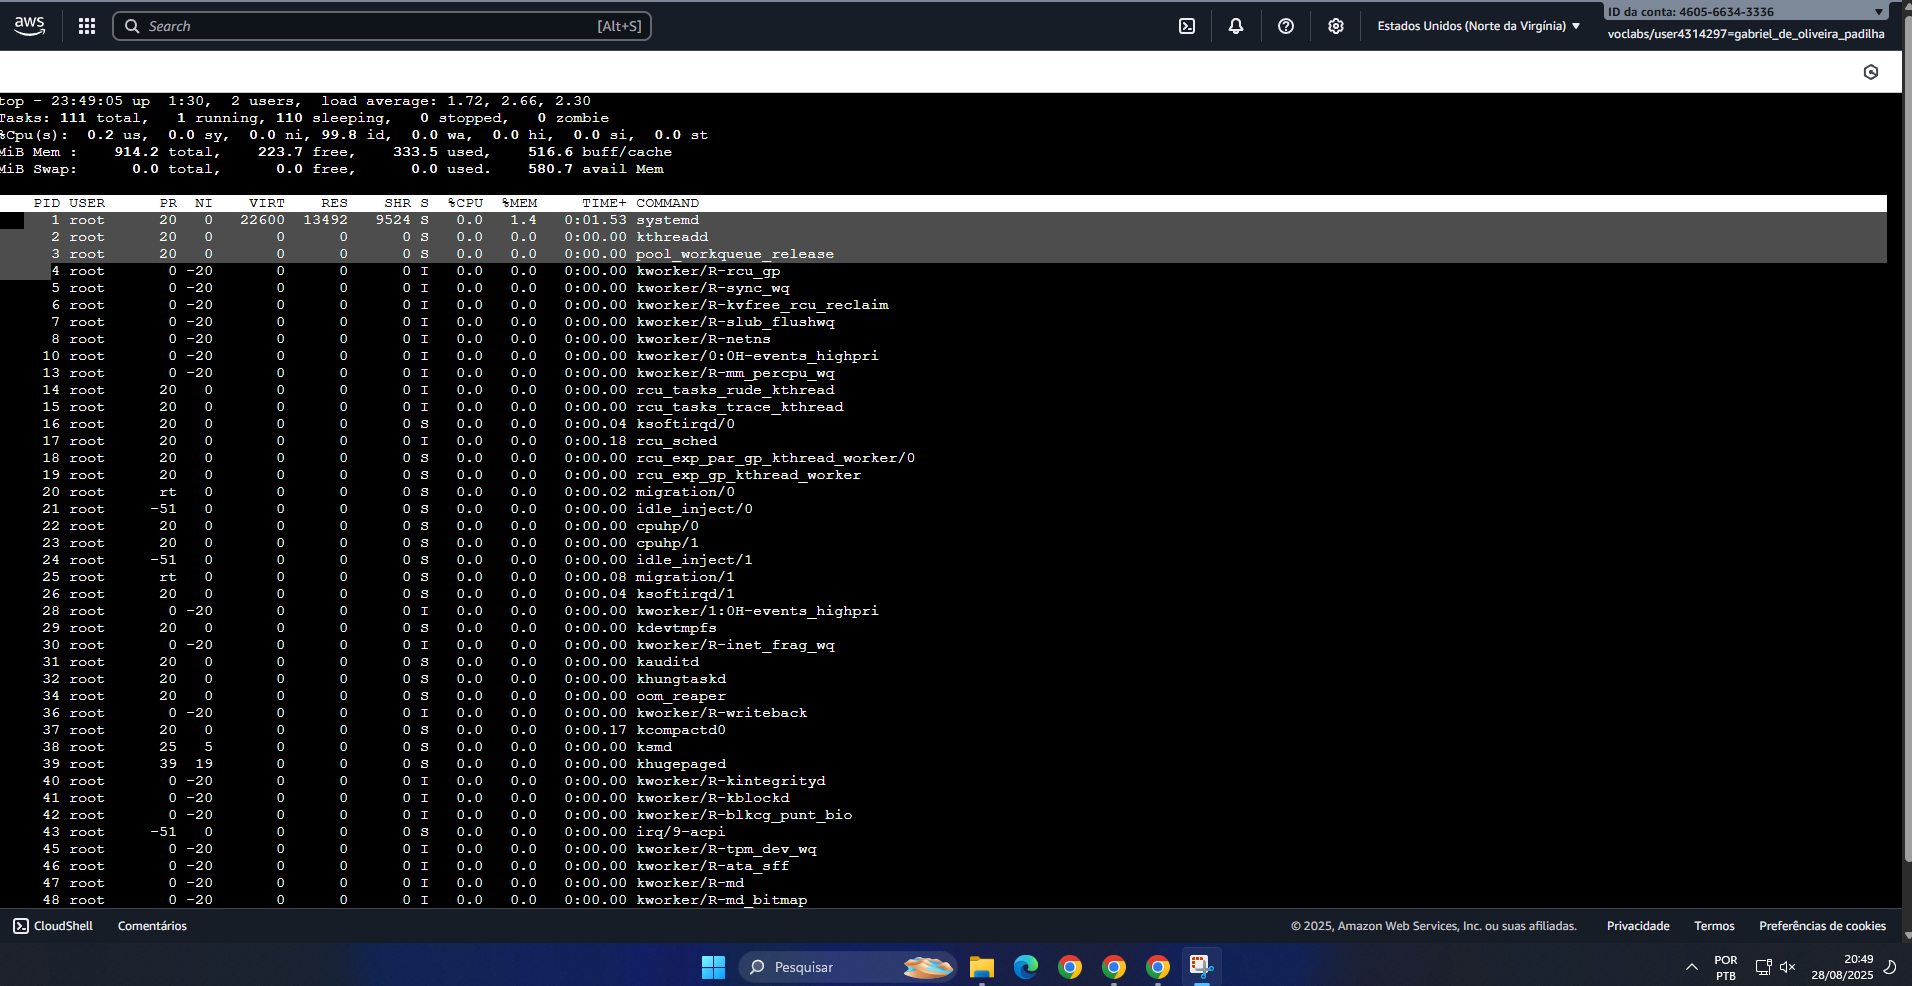 aws
Search [Alt+S]
Estados Unidos (Norte da Virgínia)
ID da conta: 4605-6634-3336
voclabs/user4314297=gabriel_de_oliveira_padilha
top - 23:49:05 up  1:30,  2 users,  load average: 1.72, 2.66, 2.30
Tasks: 111 total,   1 running, 110 sleeping,   0 stopped,   0 zombie
%Cpu(s):  0.2 us,  0.0 sy,  0.0 ni, 99.8 id,  0.0 wa,  0.0 hi,  0.0 si,  0.0 st
MiB Mem :    914.2 total,    223.7 free,    333.5 used,    516.6 buff/cache
MiB Swap:      0.0 total,      0.0 free,      0.0 used.    580.7 avail Mem
PID USER PR NI VIRT RES SHR S %CPU %MEM TIME+ COMMAND
1 root 20 0 22600 13492 9524 S 0.0 1.4 0:01.53 systemd
2 root 20 0 0 0 0 S 0.0 0.0 0:00.00 kthreadd
3 root 20 0 0 0 0 S 0.0 0.0 0:00.00 pool_workqueue_release
4 root 0 -20 0 0 0 I 0.0 0.0 0:00.00 kworker/R-rcu_gp
5 root 0 -20 0 0 0 I 0.0 0.0 0:00.00 kworker/R-sync_wq
6 root 0 -20 0 0 0 I 0.0 0.0 0:00.00 kworker/R-kvfree_rcu_reclaim
7 root 0 -20 0 0 0 I 0.0 0.0 0:00.00 kworker/R-slub_flushwq
8 root 0 -20 0 0 0 I 0.0 0.0 0:00.00 kworker/R-netns
10 root 0 -20 0 0 0 I 0.0 0.0 0:00.00 kworker/0:0H-events_highpri
13 root 0 -20 0 0 0 I 0.0 0.0 0:00.00 kworker/R-mm_percpu_wq
14 root 20 0 0 0 0 I 0.0 0.0 0:00.00 rcu_tasks_rude_kthread
15 root 20 0 0 0 0 I 0.0 0.0 0:00.00 rcu_tasks_trace_kthread
16 root 20 0 0 0 0 S 0.0 0.0 0:00.04 ksoftirqd/0
17 root 20 0 0 0 0 I 0.0 0.0 0:00.18 rcu_sched
18 root 20 0 0 0 0 S 0.0 0.0 0:00.00 rcu_exp_par_gp_kthread_worker/0
19 root 20 0 0 0 0 S 0.0 0.0 0:00.00 rcu_exp_gp_kthread_worker
20 root rt 0 0 0 0 S 0.0 0.0 0:00.02 migration/0
21 root -51 0 0 0 0 S 0.0 0.0 0:00.00 idle_inject/0
22 root 20 0 0 0 0 S 0.0 0.0 0:00.00 cpuhp/0
23 root 20 0 0 0 0 S 0.0 0.0 0:00.00 cpuhp/1
24 root -51 0 0 0 0 S 0.0 0.0 0:00.00 idle_inject/1
25 root rt 0 0 0 0 S 0.0 0.0 0:00.08 migration/1
26 root 20 0 0 0 0 S 0.0 0.0 0:00.04 ksoftirqd/1
28 root 0 -20 0 0 0 I 0.0 0.0 0:00.00 kworker/1:0H-events_highpri
29 root 20 0 0 0 0 S 0.0 0.0 0:00.00 kdevtmpfs
30 root 0 -20 0 0 0 I 0.0 0.0 0:00.00 kworker/R-inet_frag_wq
31 root 20 0 0 0 0 S 0.0 0.0 0:00.00 kauditd
32 root 20 0 0 0 0 S 0.0 0.0 0:00.00 khungtaskd
34 root 20 0 0 0 0 S 0.0 0.0 0:00.00 oom_reaper
36 root 0 -20 0 0 0 I 0.0 0.0 0:00.00 kworker/R-writeback
37 root 20 0 0 0 0 S 0.0 0.0 0:00.17 kcompactd0
38 root 25 5 0 0 0 S 0.0 0.0 0:00.00 ksmd
39 root 39 19 0 0 0 S 0.0 0.0 0:00.00 khugepaged
40 root 0 -20 0 0 0 I 0.0 0.0 0:00.00 kworker/R-kintegrityd
41 root 0 -20 0 0 0 I 0.0 0.0 0:00.00 kworker/R-kblockd
42 root 0 -20 0 0 0 I 0.0 0.0 0:00.00 kworker/R-blkcg_punt_bio
43 root -51 0 0 0 0 S 0.0 0.0 0:00.00 irq/9-acpi
45 root 0 -20 0 0 0 I 0.0 0.0 0:00.00 kworker/R-tpm_dev_wq
46 root 0 -20 0 0 0 I 0.0 0.0 0:00.00 kworker/R-ata_sff
47 root 0 -20 0 0 0 I 0.0 0.0 0:00.00 kworker/R-md
48 root 0 -20 0 0 0 I 0.0 0.0 0:00.00 kworker/R-md_bitmap
CloudShell Comentários © 2025, Amazon Web Services, Inc. ou suas afiliadas. Privacidade Termos Preferências de cookies
Pesquisar
POR
PTB
20:49
28/08/2025